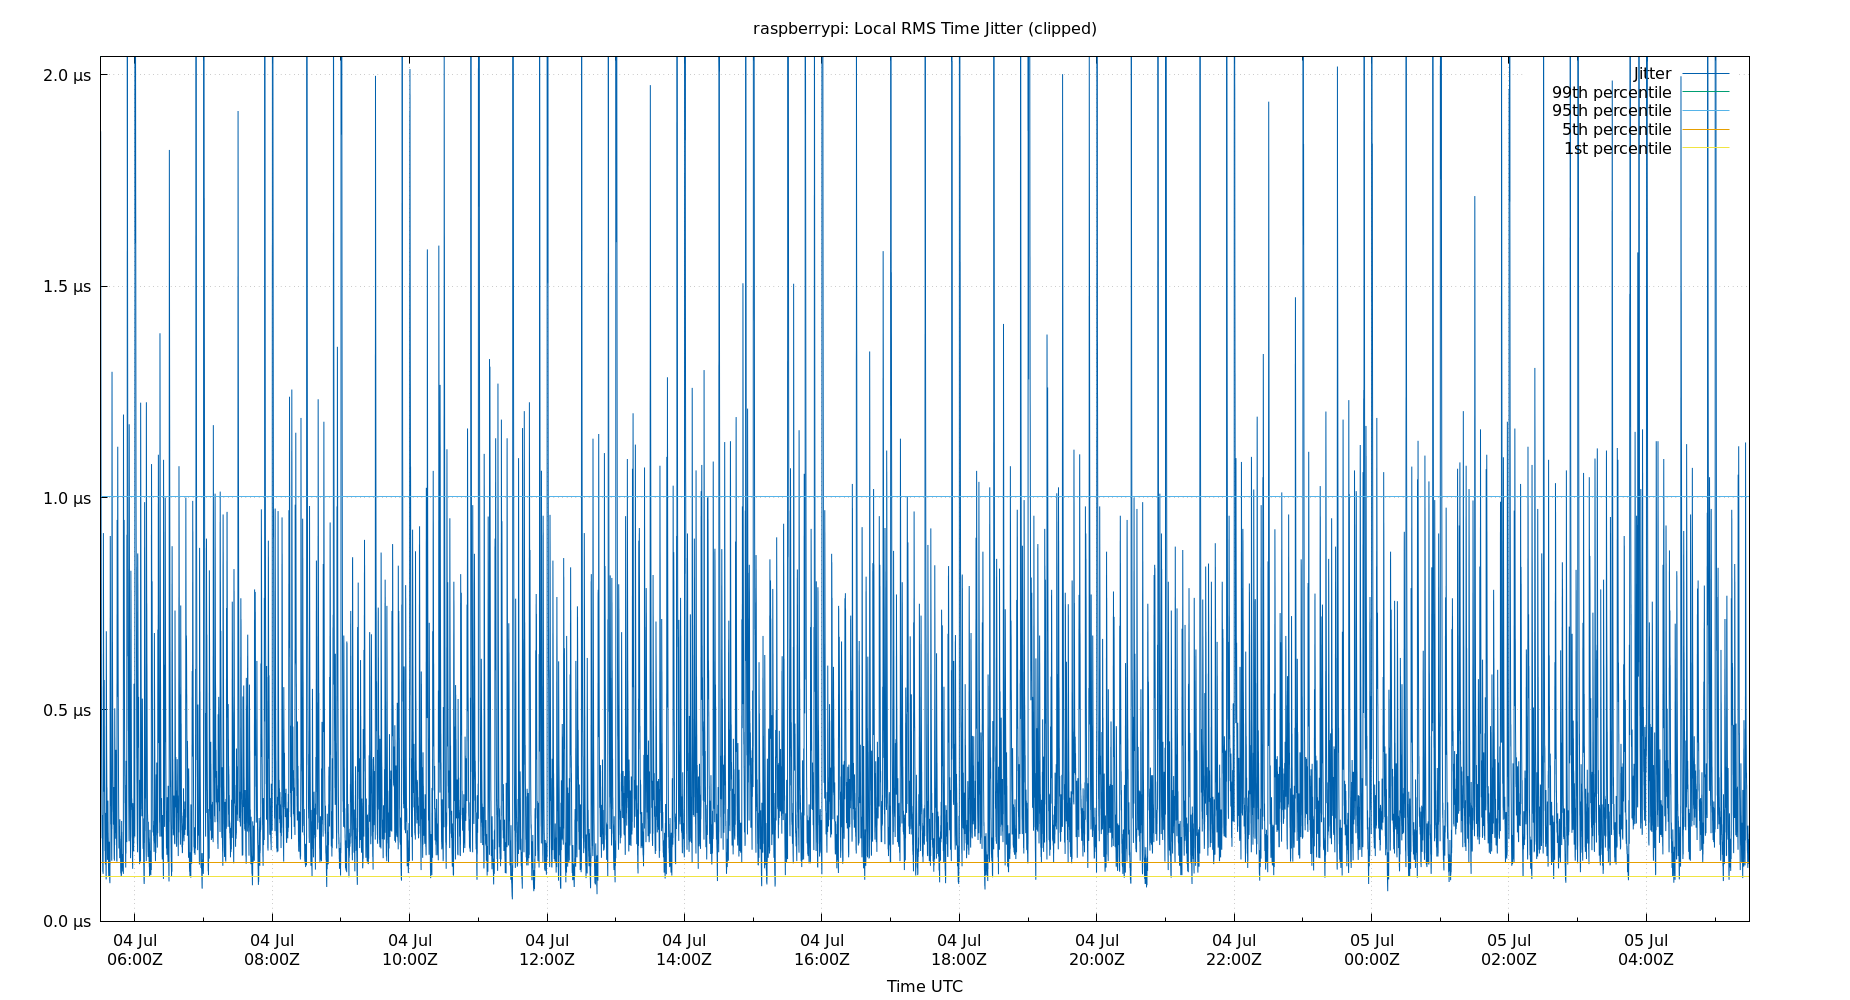 raspberrypi: Local RMS Time Jitter (clipped)
2.0 µs
1.5 µs
1.0 µs
0.5 µs
0.0 µs
Jitter
99th percentile
95th percentile
5th percentile
1st percentile
04 Jul 04 Jul 04 Jul 04 Jul 04 Jul 04 Jul 04 Jul 04 Jul 04 Jul 05 Jul 05 Jul 05 Jul
06:00Z 08:00Z 10:00Z 12:00Z 14:00Z 16:00Z 18:00Z 20:00Z 22:00Z 00:00Z 02:00Z 04:00Z
Time UTC